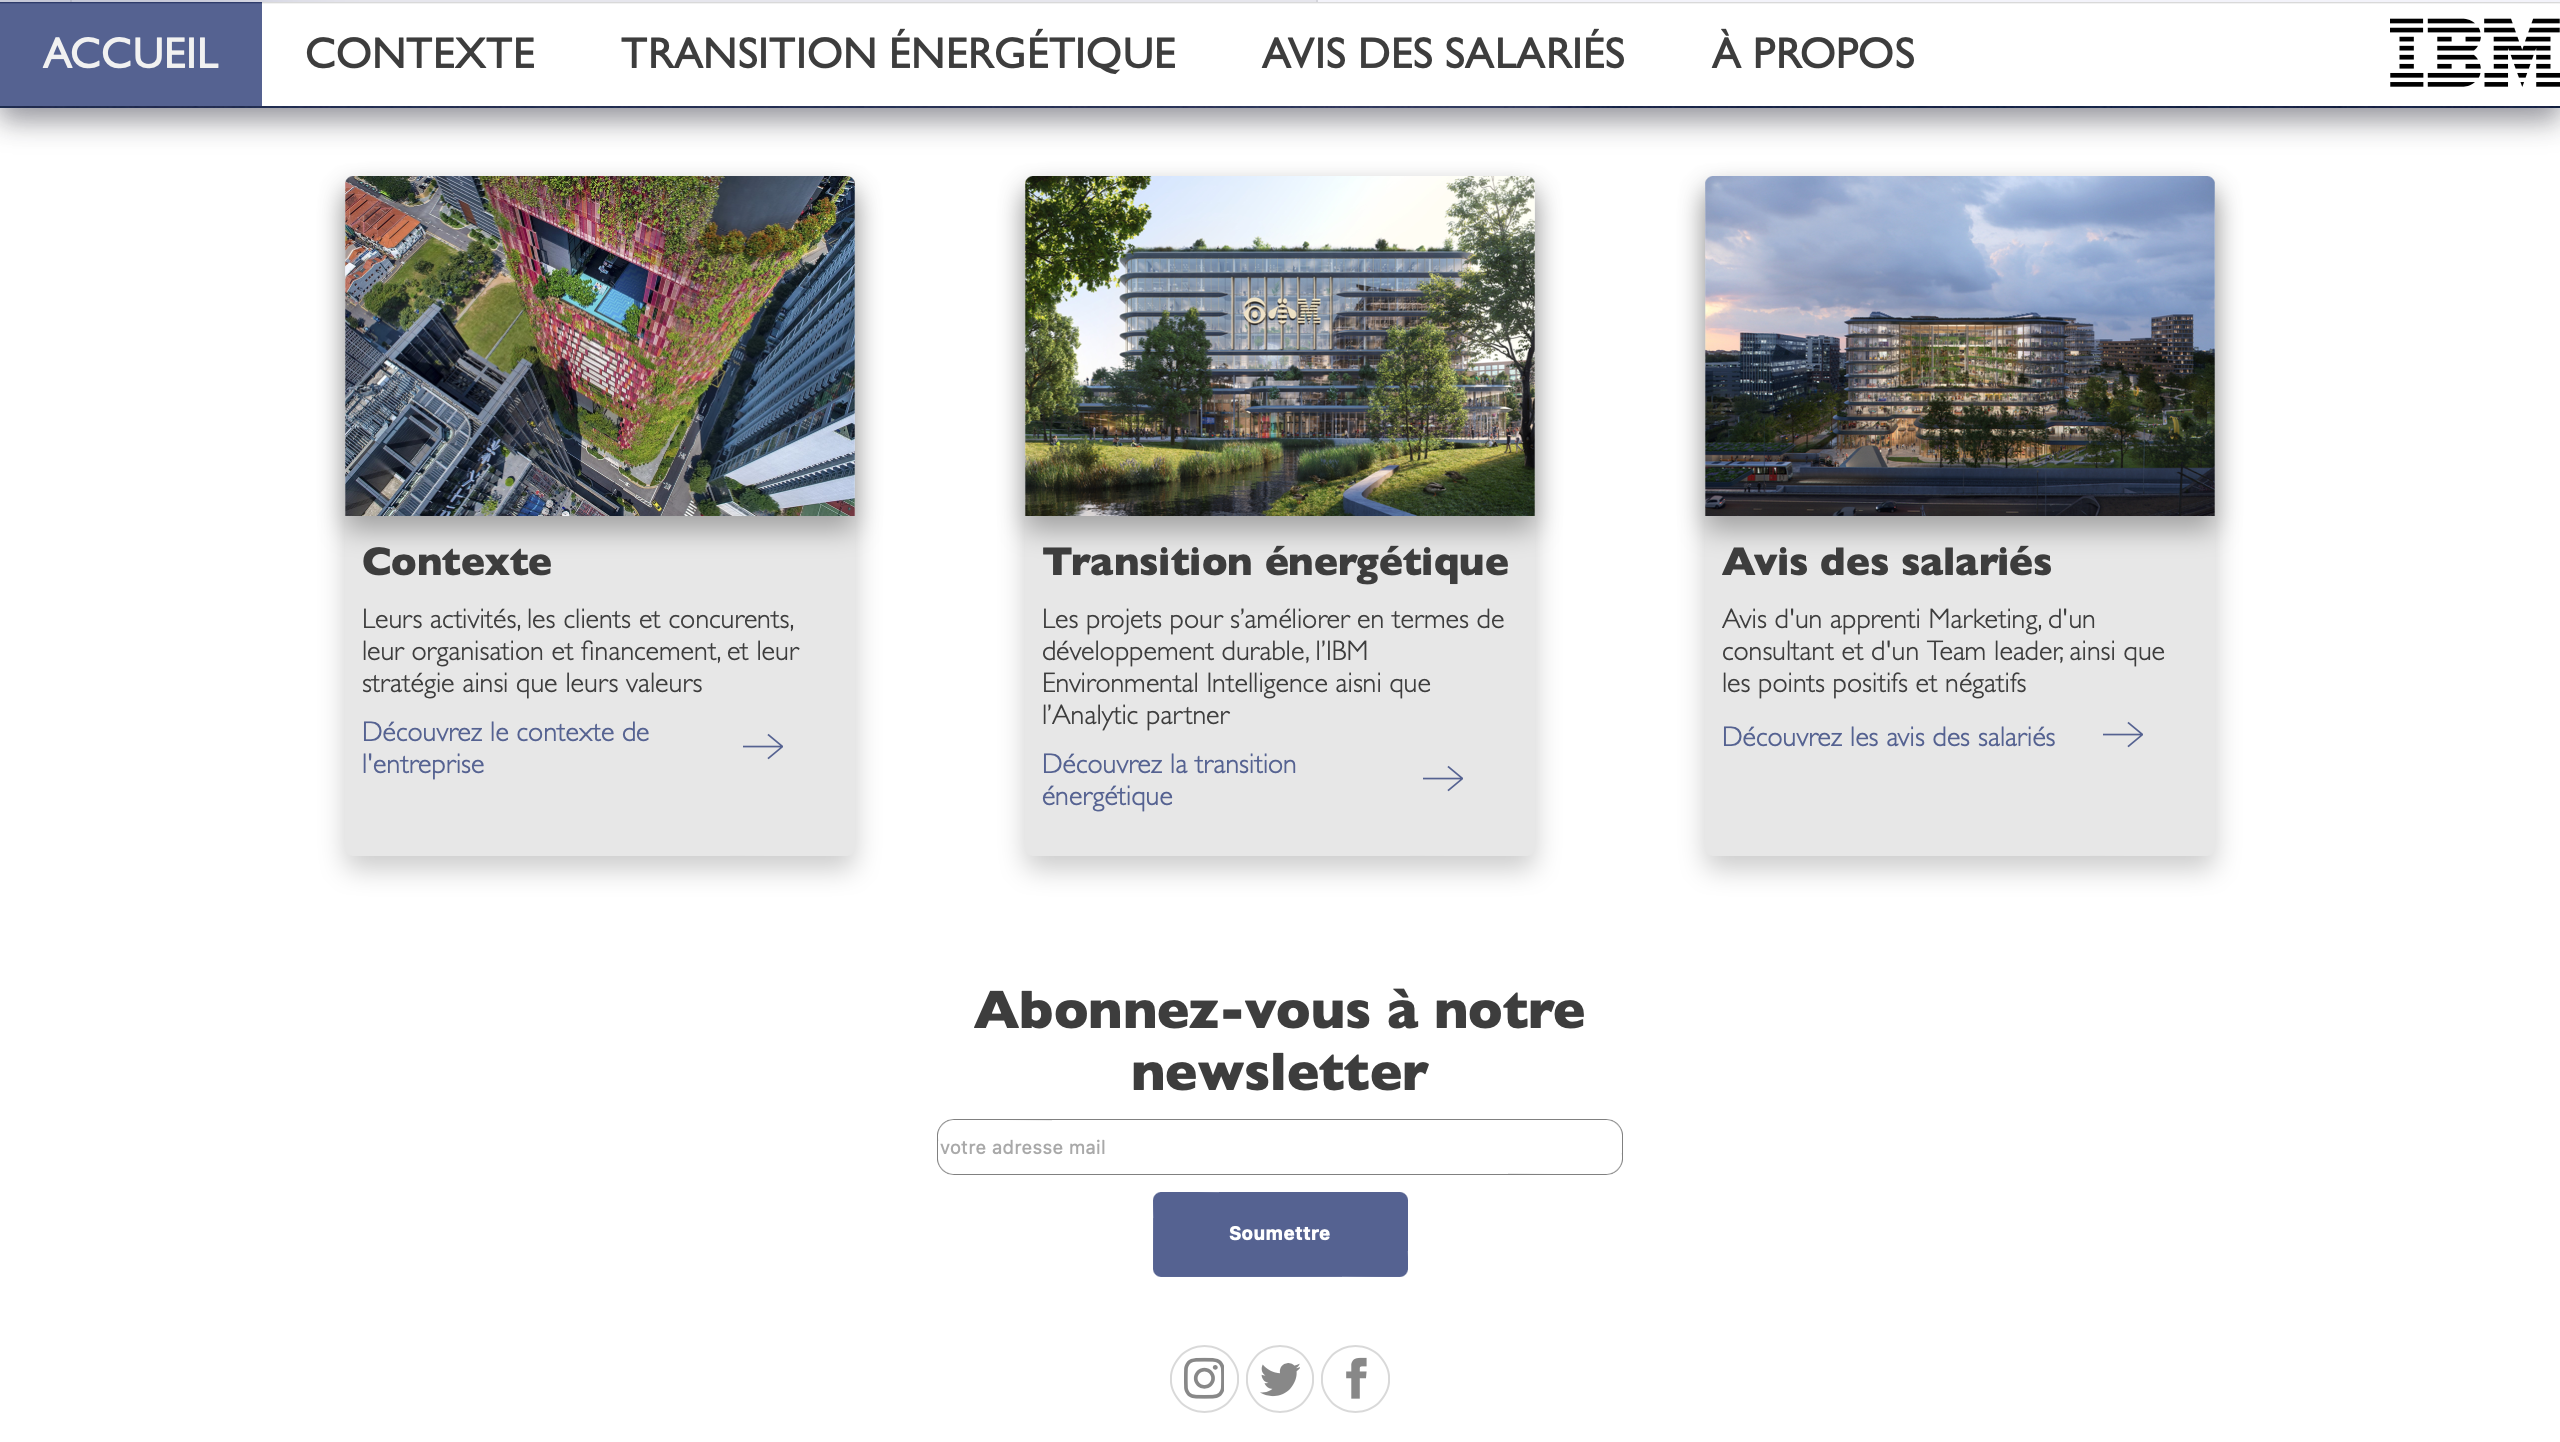 ACCUEIL CONTEXTE TRANSITION ÉNERGÉTIQUE AVIS DES SALARIÉS À PROPOS IBM
Contexte
Leurs activités, les clients et concurents,
leur organisation et financement, et leur
stratégie ainsi que leurs valeurs
Découvrez le contexte de
l'entreprise
Transition énergétique
Les projets pour s’améliorer en termes de
développement durable, l’IBM
Environmental Intelligence aisni que
l’Analytic partner
Découvrez la transition
énergétique
Avis des salariés
Avis d'un apprenti Marketing, d'un
consultant et d'un Team leader, ainsi que
les points positifs et négatifs
Découvrez les avis des salariés
Abonnez-vous à notre
newsletter
votre adresse mail
Soumettre